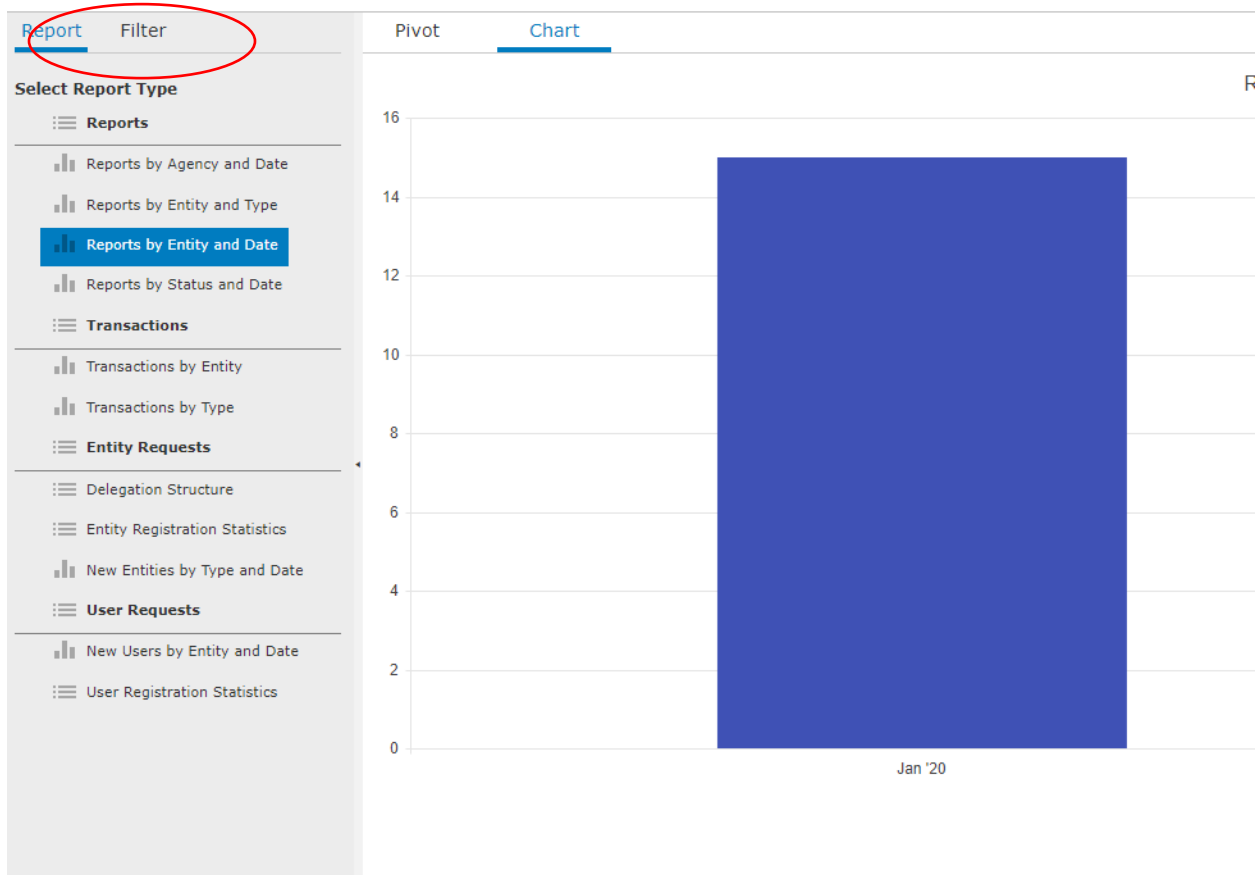 Report Filter
Pivot Chart
Select Report Type
Reports
Reports by Agency and Date
Reports by Entity and Type
Reports by Entity and Date
Reports by Status and Date
Transactions
Transactions by Entity
Transactions by Type
Entity Requests
Delegation Structure
Entity Registration Statistics
New Entities by Type and Date
User Requests
New Users by Entity and Date
User Registration Statistics
R
16
14
12
10
8
6
4
2
0
Jan '20